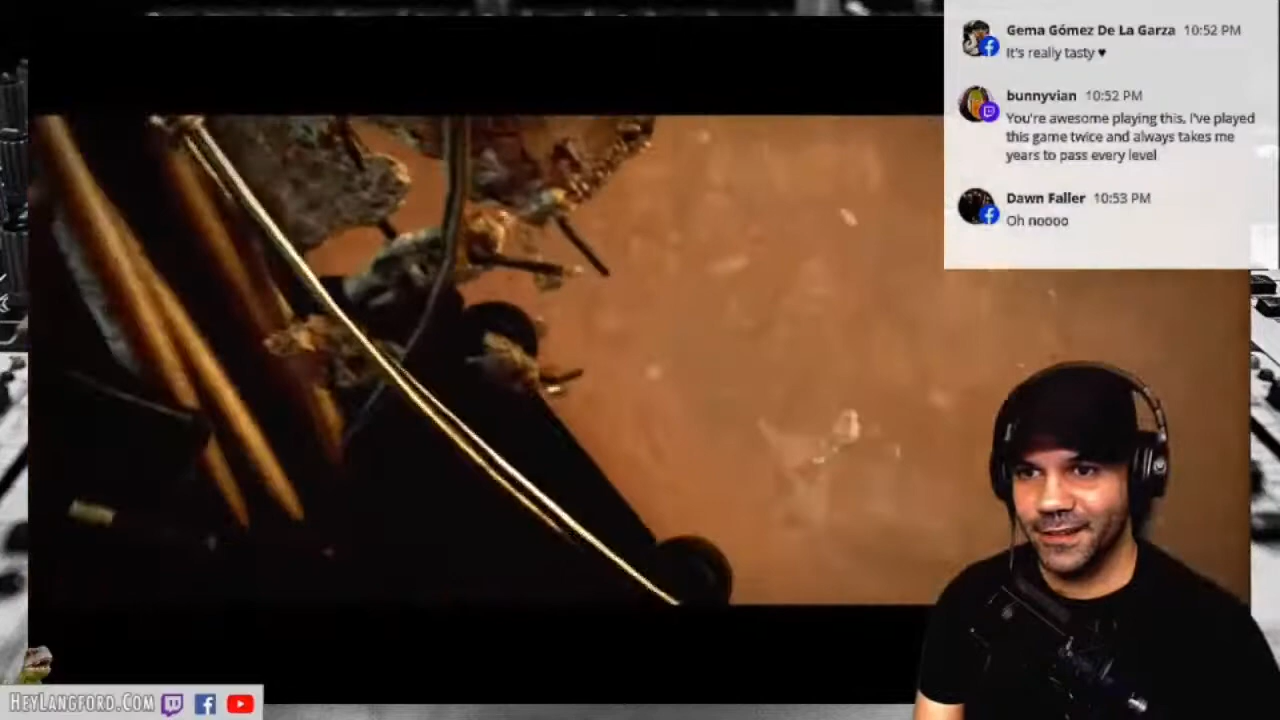 Gema Gómez De La Garza 10:52 PM
It's really tasty ♥
bunnyvian 10:52 PM
You're awesome playing this, I've played
this game twice and always takes me
years to pass every level
Dawn Faller 10:53 PM
Oh noooo
HEYLANGFORD.COM